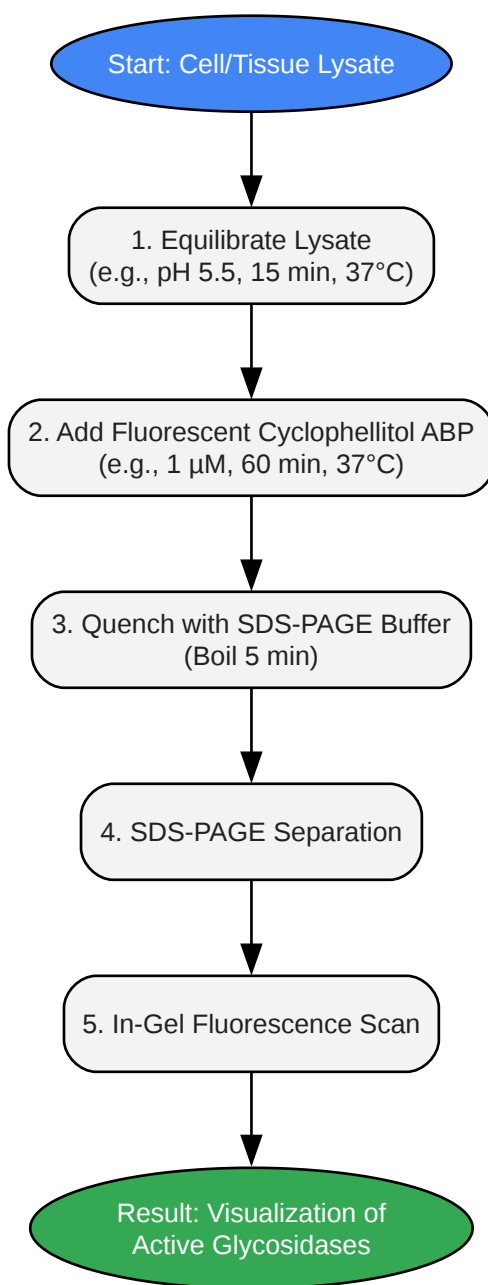 Start: Cell/Tissue Lysate
1. Equilibrate Lysate
(e.g., pH 5.5, 15 min, 37°C)
2. Add Fluorescent Cyclophellitol ABP
(e.g., 1 µM, 60 min, 37°C)
3. Quench with SDS-PAGE Buffer
(Boil 5 min)
4. SDS-PAGE Separation
5. In-Gel Fluorescence Scan
Result: Visualization of
Active Glycosidases